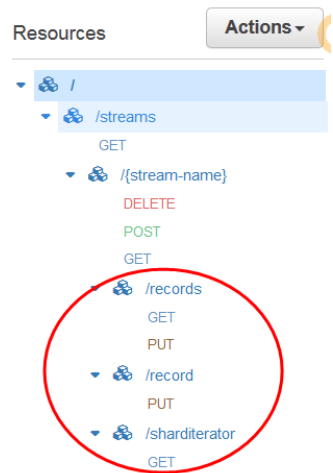 Resources
Actions
/
/streams
GET
/{stream-name}
DELETE
POST
GET
/records
GET
PUT
/record
PUT
/sharditerator
GET